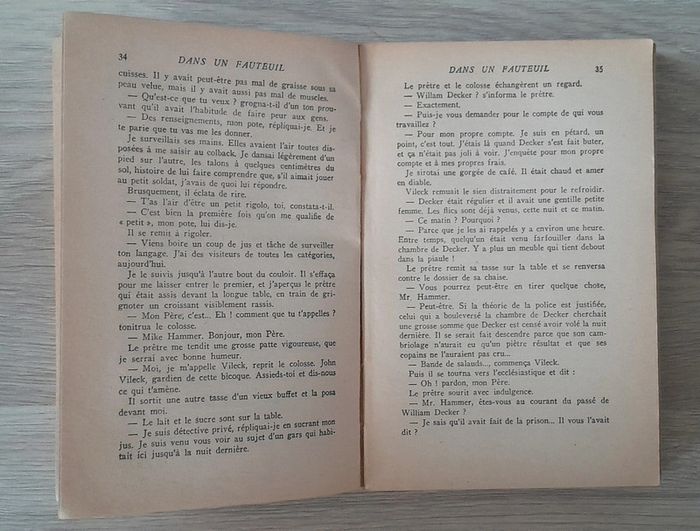 34
DANS UN FAUTEUIL
cuisses. Il y avait peut-être pas mal de graisse sous sa
peau velue, mais il y avait aussi pas mal de muscles.
— Qu'est-ce que tu veux ? grogna-t-il d'un ton prou-
vant qu'il avait l'habitude de faire peur aux gens.
— Des renseignements, mon pote, répliquai-je. Et je
te parie que tu vas me les donner.
Je surveillais ses mains. Elles avaient l'air toutes dis-
posées à me saisir au colback. Je dansai légèrement d'un
pied sur l'autre, les talons à quelques centimètres du
sol, histoire de lui faire comprendre que, s'il aimait jouer
au petit soldat, j'avais de quoi lui répondre.
Brusquement, il éclata de rire.
— T'as l'air d'être un petit rigolo, toi, constata-t-il.
— C'est bien la première fois qu'on me qualifie de
« petit », mon pote, lui dis-je.
Il se remit à rigoler.
— Viens boire un coup de jus et tâche de surveiller
ton langage. J'ai des visiteurs de toutes les catégories,
aujourd'hui.
Je le suivis jusqu'à l'autre bout du couloir. Il s'effaça
pour me laisser entrer le premier, et j'aperçus le prêtre
qui était assis devant la longue table, en train de gri-
gnoter un croissant visiblement rassis.
— Mon Père, c'est... Eh ! comment que tu t'appelles ?
tonitrua le colosse.
— Mike Hammer. Bonjour, mon Père.
Le prêtre me tendit une grosse patte vigoureuse, que
je serrai avec bonne humeur.
— Moi, je m'appelle Vileck, reprit le colosse. John
Vileck, gardien de cette bicoque. Assieds-toi et dis-nous
ce qui t'amène.
Il sortit une autre tasse d'un vieux buffet et la posa
devant moi.
— Le lait et le sucre sont sur la table.
— Je suis détective privé, répliquai-je en sucrant mon
jus. Je suis venu vous voir au sujet d'un gars qui habi-
tait ici jusqu'à la nuit dernière.
DANS UN FAUTEUIL
35
Le prêtre et le colosse échangèrent un regard.
— Willam Decker ? s'informa le prêtre.
— Exactement.
— Puis-je vous demander pour le compte de qui vous
travaillez ?
— Pour mon propre compte. Je suis en pétard, un
point, c'est tout. J'étais là quand Decker s'est fait buter,
et ça n'était pas joli à voir. J'enquête pour mon propre
compte et à mes propres frais.
Je sirotai une gorgée de café. Il était chaud et amer
en diable.
Vileck remuait le sien distraitement pour le refroidir.
— Decker était régulier et il avait une gentille petite
femme. Les flics sont déjà venus, cette nuit et ce matin.
— Ce matin ? Pourquoi ?
— Parce que je les ai rappelés y a environ une heure.
Entre temps, quelqu'un était venu farfouiller dans la
chambre de Decker. Y a plus un meuble qui tient debout
dans la piaule !
Le prêtre remit sa tasse sur la table et se renversa
contre le dossier de sa chaise.
— Vous pourrez peut-être en tirer quelque chose,
Mr. Hammer.
— Peut-être. Si la théorie de la police est justifiée,
celui qui a bouleversé la chambre de Decker cherchait
une grosse somme que Decker est censé avoir volé la nuit
dernière. Il se serait fait descendre parce que son cam-
briolage n'aurait eu qu'un piètre résultat et que ses
copains ne l'auraient pas cru...
— Bande de salauds..., commença Vileck.
Puis il se tourna vers l'ecclésiastique et dit :
— Oh ! pardon, mon Père.
Le prêtre sourit avec indulgence.
— Mr. Hammer, êtes-vous au courant du passé de
William Decker ?
— Je sais qu'il avait fait de la prison... Il vous l'avait
dit ?